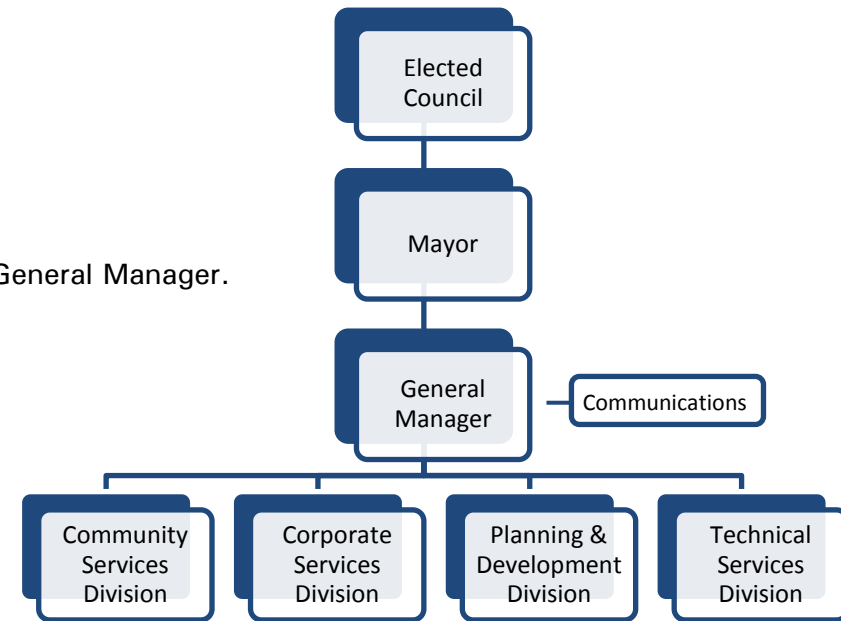 Elected
Council
Mayor
General Manager.
General
Manager
Communications
Community
Services
Division
Corporate
Services
Division
Planning &
Development
Division
Technical
Services
Division